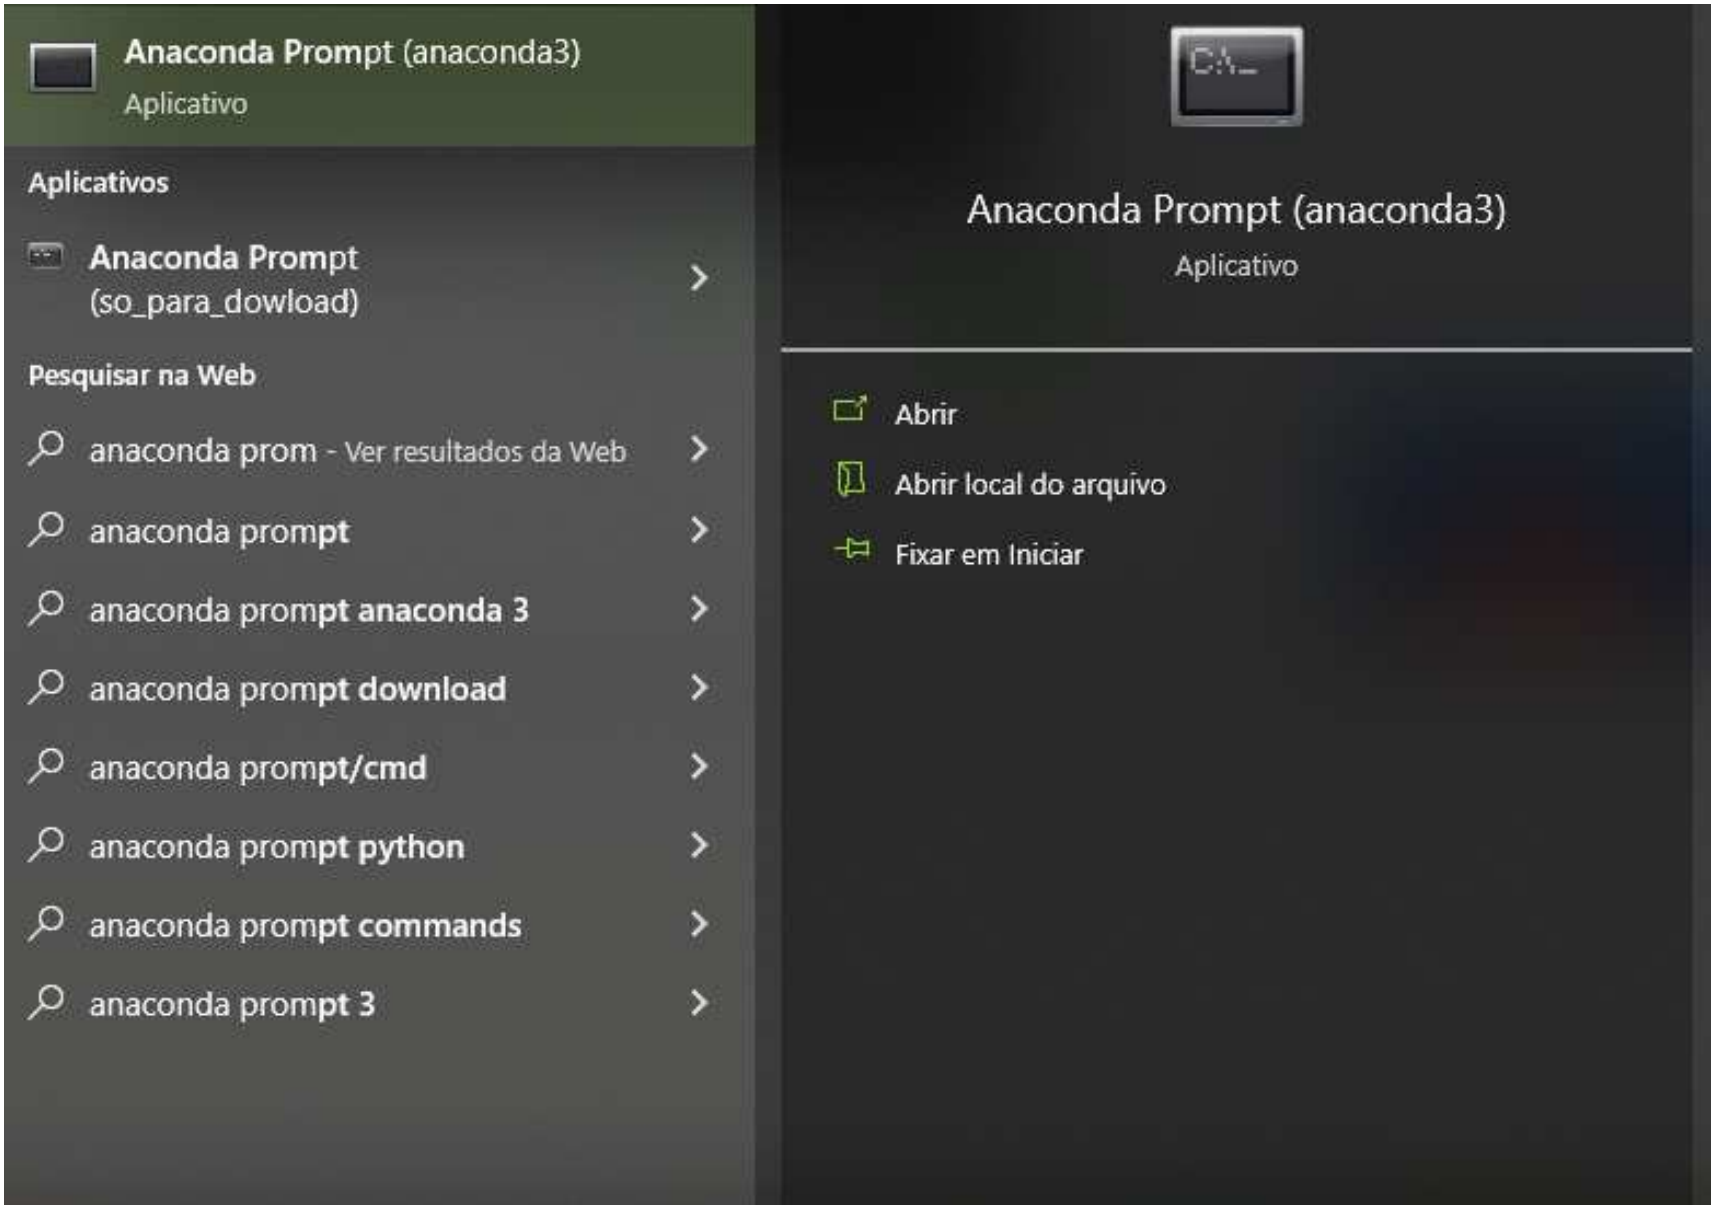 Anaconda Prompt (anaconda3)
Aplicativo
Aplicativos
Anaconda Prompt
(so_para_dowload)
Pesquisar na Web
anaconda prom - Ver resultados da Web
anaconda prompt
anaconda prompt anaconda 3
anaconda prompt download
anaconda prompt/cmd
anaconda prompt python
anaconda prompt commands
anaconda prompt 3
C:\_
Anaconda Prompt (anaconda3)
Aplicativo
Abrir
Abrir local do arquivo
Fixar em Iniciar